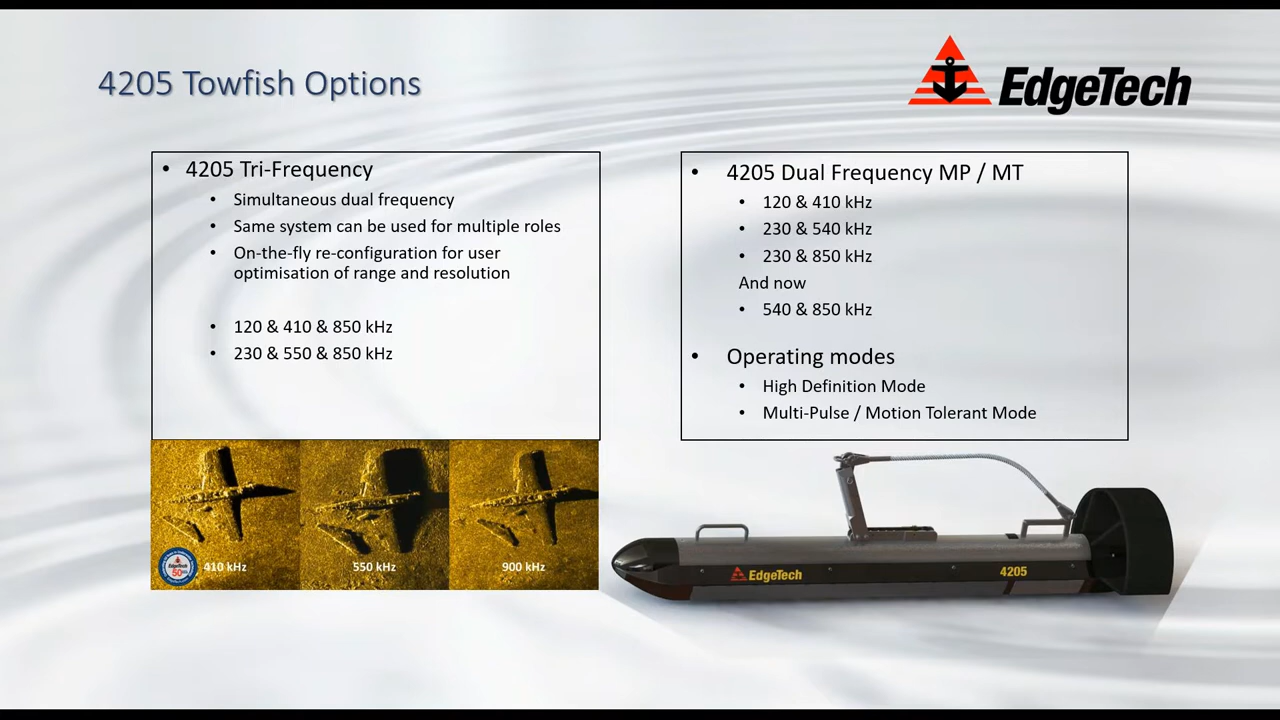 4205 Towfish Options
EdgeTech
• 4205 Tri-Frequency
• Simultaneous dual frequency
• Same system can be used for multiple roles
• On-the-fly re-configuration for user
optimisation of range and resolution
• 120 & 410 & 850 kHz
• 230 & 550 & 850 kHz
• 4205 Dual Frequency MP / MT
• 120 & 410 kHz
• 230 & 540 kHz
• 230 & 850 kHz
And now
• 540 & 850 kHz
• Operating modes
• High Definition Mode
• Multi-Pulse / Motion Tolerant Mode
EdgeTech
50
410 kHz
550 kHz
900 kHz
EdgeTech
4205